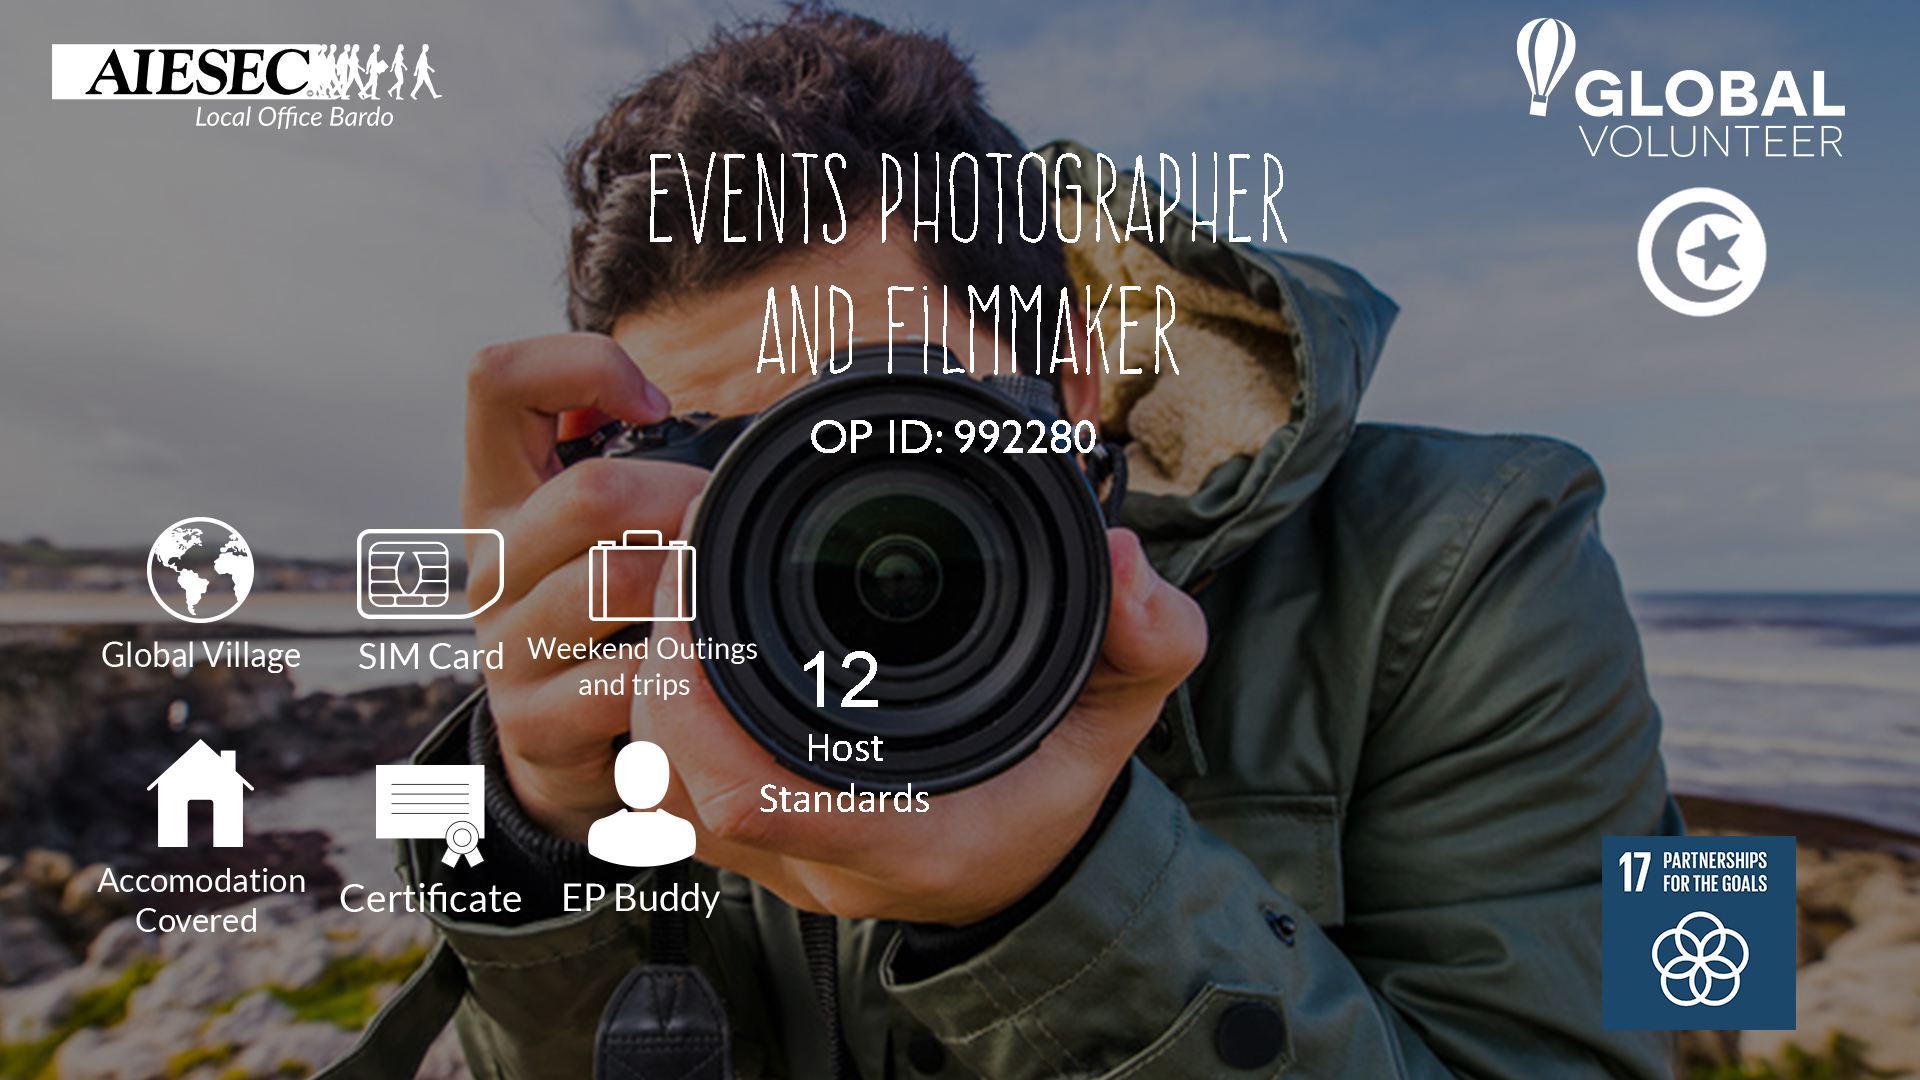 AIESEC
Local Office Bardo
GLOBAL
VOLUNTEER
EVENTS PHOTOGRAPHER
AND FILMMAKER
OP ID: 992280
Global Village
SIM Card
Weekend Outings
and trips
12
Host
Standards
Accomodation
Covered
Certificate
EP Buddy
17 PARTNERSHIPS
FOR THE GOALS